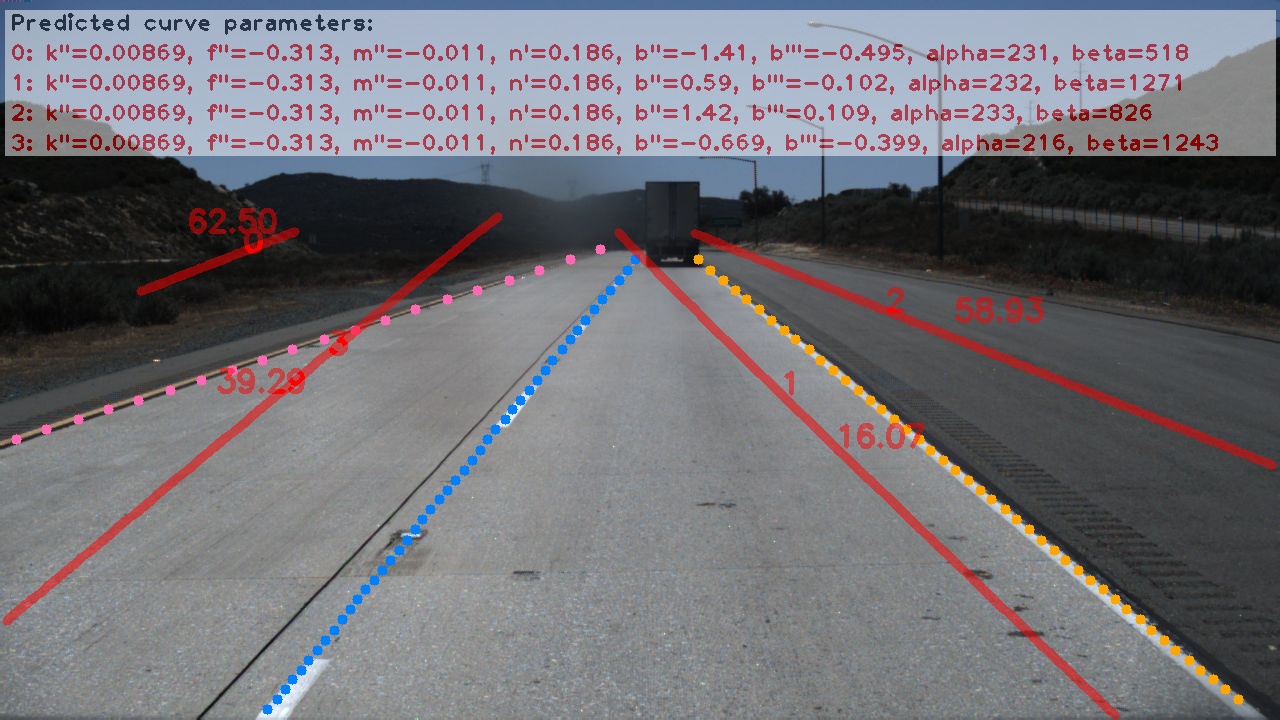 Predicted curve parameters:
0: k''=0.00869, f''=-0.313, m''=-0.011, n'=0.186, b''=-1.41, b'''=-0.495, alpha=231, beta=518
1: k''=0.00869, f''=-0.313, m''=-0.011, n'=0.186, b''=0.59, b'''=-0.102, alpha=232, beta=1271
2: k''=0.00869, f''=-0.313, m''=-0.011, n'=0.186, b''=1.42, b'''=0.109, alpha=233, beta=826
3: k''=0.00869, f''=-0.313, m''=-0.011, n'=0.186, b''=-0.669, b'''=-0.399, alpha=216, beta=1243
62.50
0
2
58.93
3
39.29
1
16.07